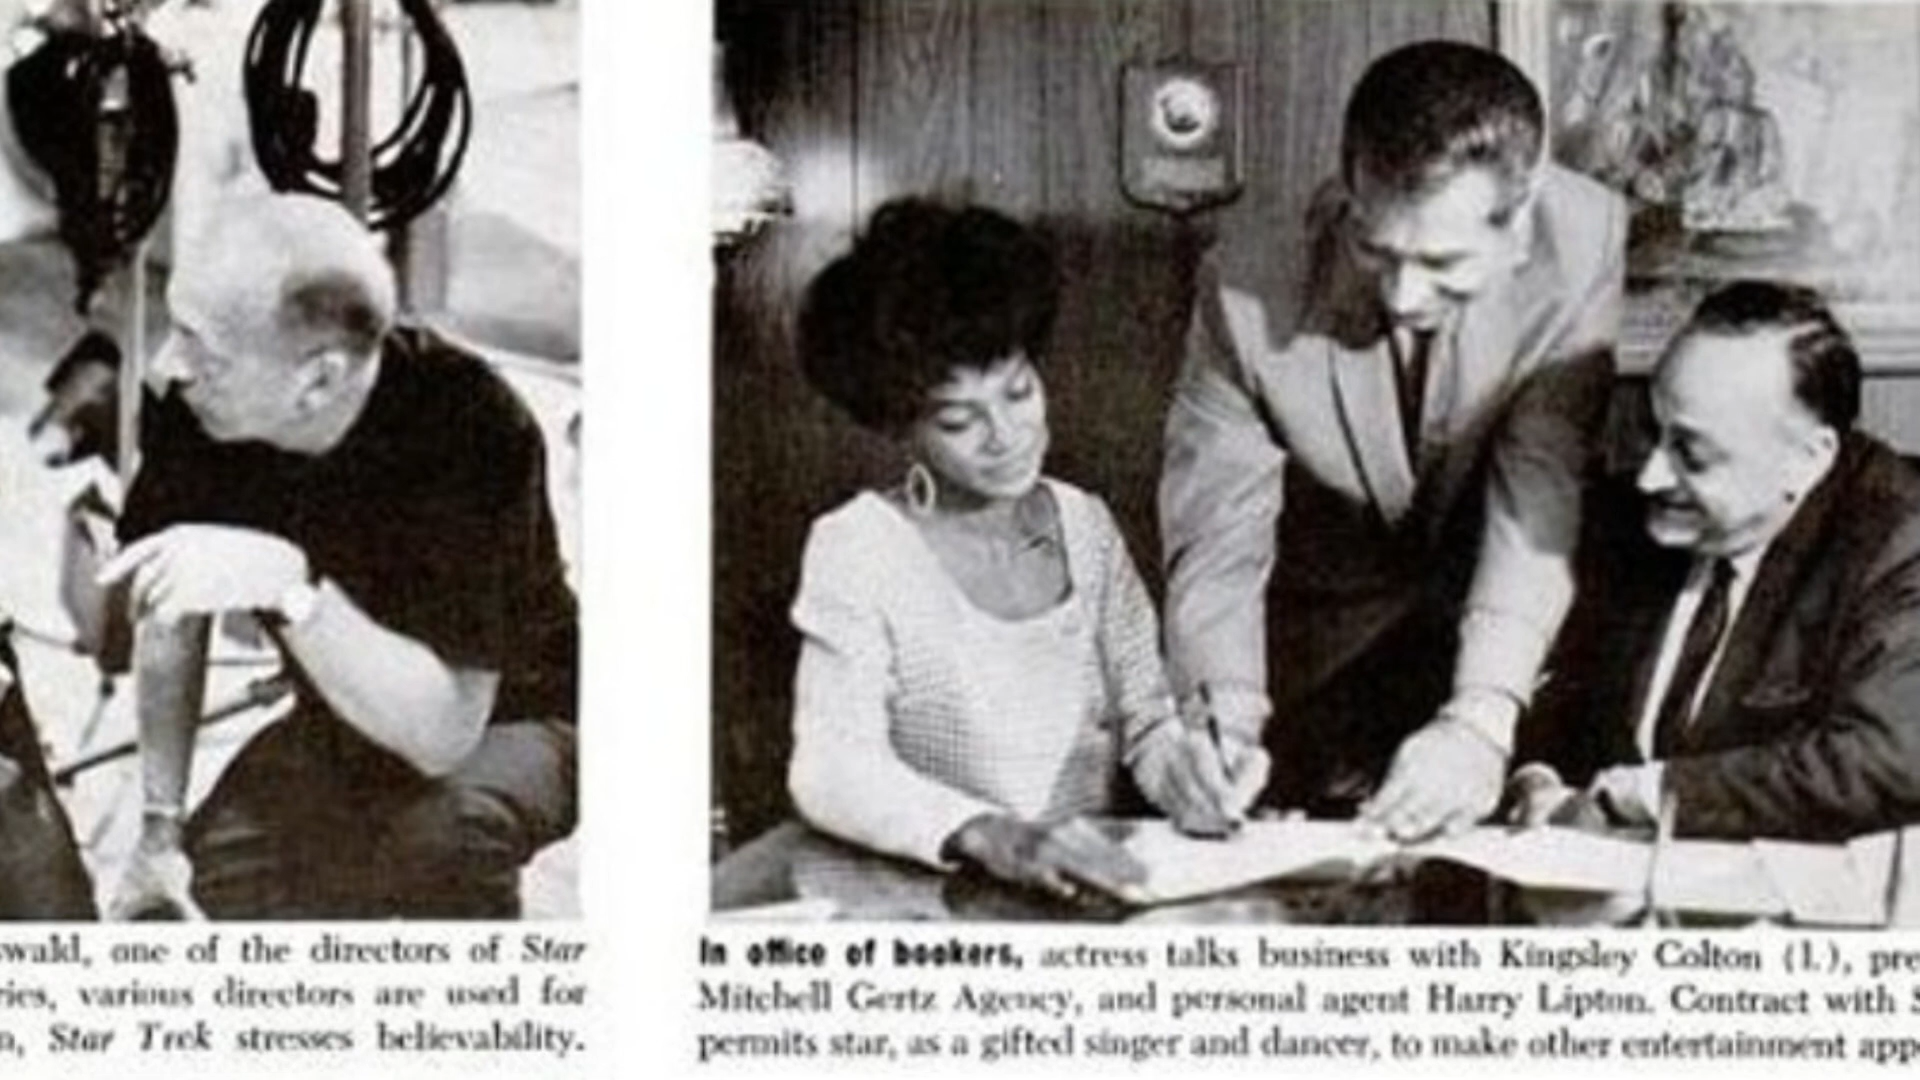 swald, one of the directors of Star
ries, various directors are used for
n, Star Trek stresses believability.
In office of bookers, actress talks business with Kingsley Colton (l.), pre
Mitchell Gertz Agency, and personal agent Harry Lipton. Contract with S
permits star, as a gifted singer and dancer, to make other entertainment app